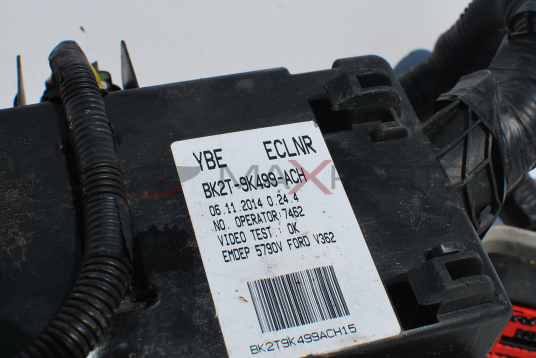 YBE ECLNR
BK2T-9K499-ACH
06.11.2014 0.24.4
NO. OPERATOR:7462
VIDEO TEST. : OK
EMDEP 5790V FORD V362
BK2T9K499ACH15